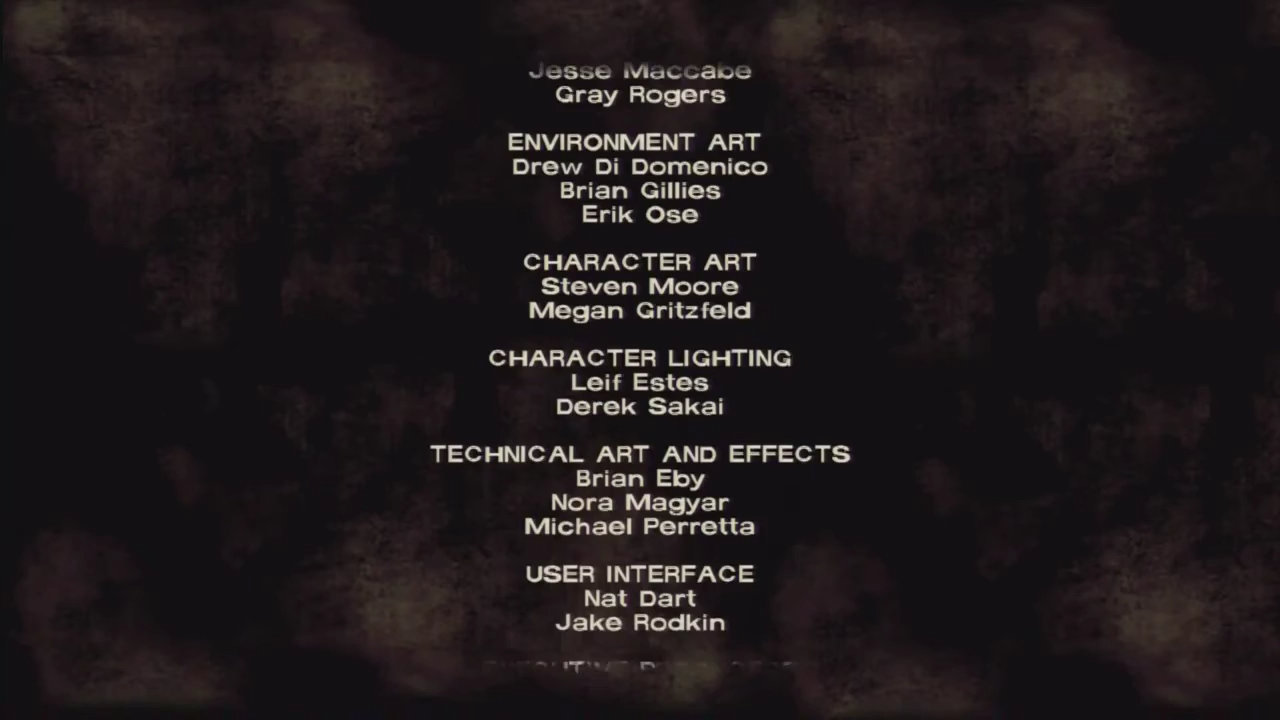 Jesse Maccabe
Gray Rogers
ENVIRONMENT ART
Drew Di Domenico
Brian Gillies
Erik Ose
CHARACTER ART
Steven Moore
Megan Gritzfeld
CHARACTER LIGHTING
Leif Estes
Derek Sakai
TECHNICAL ART AND EFFECTS
Brian Eby
Nora Magyar
Michael Perretta
USER INTERFACE
Nat Dart
Jake Rodkin